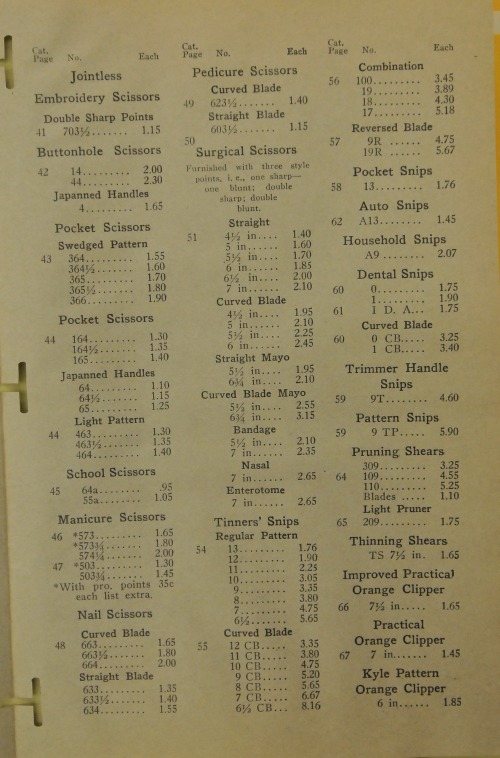 Cat. Page No. Each
Jointless
Embroidery Scissors
Double Sharp Points
41 703½....... 1.15
Buttonhole Scissors
42 14......... 2.00
44......... 2.30
Japanned Handles
4......... 1.65
Pocket Scissors
Swedged Pattern
43 364......... 1.55
364½....... 1.60
365......... 1.70
365½....... 1.80
366......... 1.90
Pocket Scissors
44 164......... 1.30
164½....... 1.35
165......... 1.40
Japanned Handles
64......... 1.10
64½....... 1.15
65......... 1.25
Light Pattern
44 463......... 1.30
463½....... 1.35
464......... 1.40
School Scissors
45 64a........ .95
55a........ 1.05
Manicure Scissors
46 *573......... 1.65
*573¾....... 1.80
574¾....... 2.00
47 *503......... 1.30
503¾....... 1.45
*With pro. points 35c
each list extra.
Nail Scissors
Curved Blade
48 663......... 1.65
663½....... 1.80
664......... 2.00
Straight Blade
633......... 1.35
633½....... 1.40
634......... 1.55
Cat. Page No. Each
Pedicure Scissors
Curved Blade
49 623½....... 1.40
Straight Blade
603½....... 1.15
50
Surgical Scissors
Furnished with three style
points, i. e., one sharp—
one blunt; double
sharp; double
blunt.
Straight
51 4½ in.... 1.40
5 in...... 1.60
5½ in.... 1.70
6 in...... 1.85
6½ in.... 2.00
7 in...... 2.10
Curved Blade
4½ in.... 1.95
5 in...... 2.10
5½ in.... 2.25
6 in...... 2.45
Straight Mayo
5½ in.... 1.95
6¾ in.... 2.10
Curved Blade Mayo
5½ in.... 2.55
6¾ in.... 3.15
Bandage
5½ in.... 2.10
7 in...... 2.35
Nasal
7 in...... 2.65
Enterotome
7 in...... 2.65
Tinners' Snips
Regular Pattern
54 13......... 1.76
12......... 1.90
11......... 2.25
10......... 3.05
9......... 3.35
8......... 3.80
7......... 4.75
6½....... 5.65
Curved Blade
55 12 CB..... 3.35
11 CB..... 3.80
10 CB..... 4.75
9 CB..... 5.20
8 CB..... 5.65
7 CB..... 6.67
6½ CB... 8.16
Cat. Page No. Each
Combination
56 100......... 3.45
19......... 3.89
18......... 4.30
17......... 5.18
Reversed Blade
57 9R ...... 4.75
19R ...... 5.67
Pocket Snips
58 13......... 1.76
Auto Snips
62 A13........ 1.45
Household Snips
A9 ........ 2.07
Dental Snips
60 0......... 1.75
1......... 1.90
61 1 D. A... 1.75
Curved Blade
60 0 CB..... 3.25
1 CB..... 3.40
Trimmer Handle
Snips
59 9T........ 4.60
Pattern Snips
59 9 TP..... 5.90
Pruning Shears
309......... 3.25
64 109......... 4.55
110......... 5.25
Blades ..... 1.10
Light Pruner
65 209......... 1.75
Thinning Shears
TS 7½ in. 1.65
Improved Practical
Orange Clipper
66 7½ in..... 1.65
Practical
Orange Clipper
67 7 in....... 1.45
Kyle Pattern
Orange Clipper
6 in...... 1.85